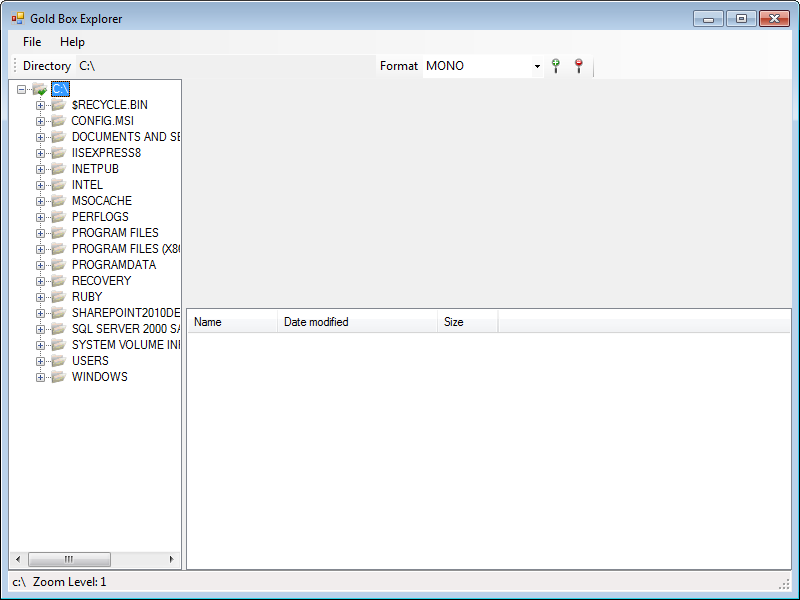 Gold Box Explorer
File Help
Directory C:\ Format MONO
C:\
$RECYCLE.BIN
CONFIG.MSI
DOCUMENTS AND SE
IISEXPRESS8
INETPUB
INTEL
MSOCACHE
PERFLOGS
PROGRAM FILES
PROGRAM FILES (X86
PROGRAMDATA
RECOVERY
RUBY
SHAREPOINT2010DE
SQL SERVER 2000 SA
SYSTEM VOLUME INF
USERS
WINDOWS
Name Date modified Size
c:\ Zoom Level: 1